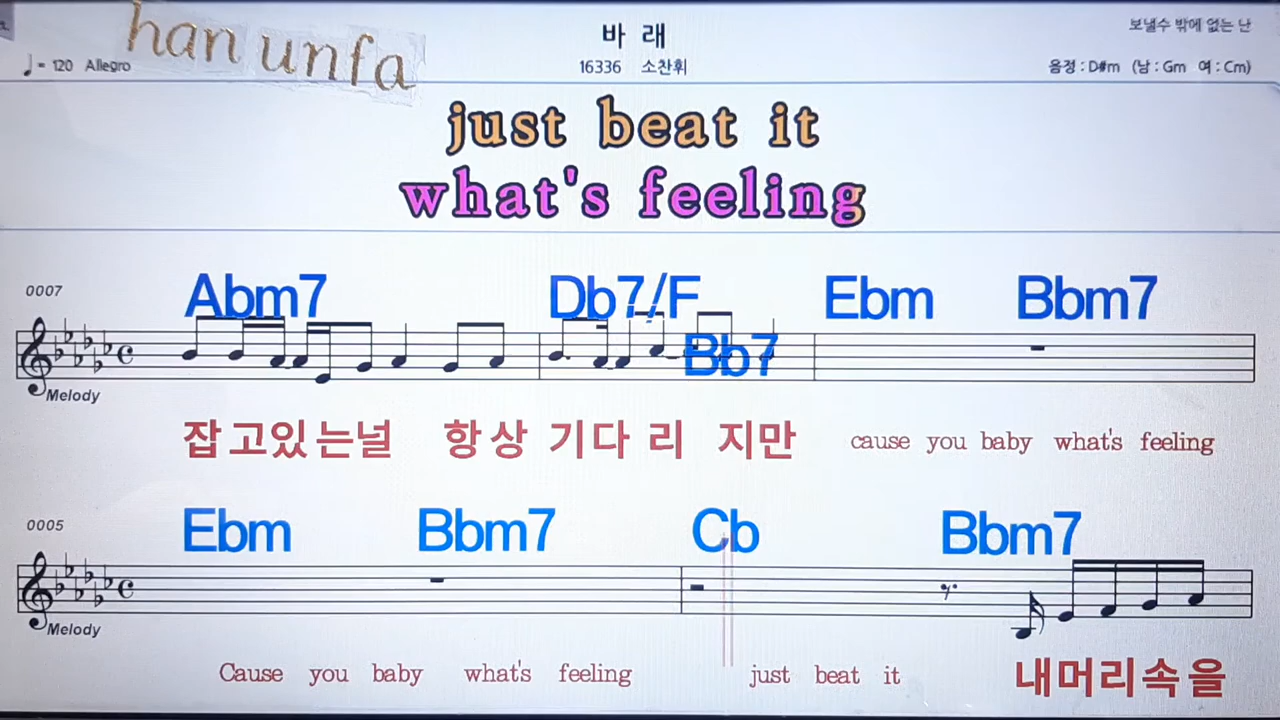 han unfa
바 래
보낼수 밖에 없는 난
♩= 120 Allegro
16336 소찬휘
음정 : D#m (남 : Gm 여 : Cm)
just beat it
what's feeling
0007
Abm7 Db7/F Bb7 Ebm Bbm7
Melody
잡고있는널 항상 기다 리 지만 cause you baby what's feeling
0005
Ebm Bbm7 Cb Bbm7
Melody
Cause you baby what's feeling just beat it 내머리속을